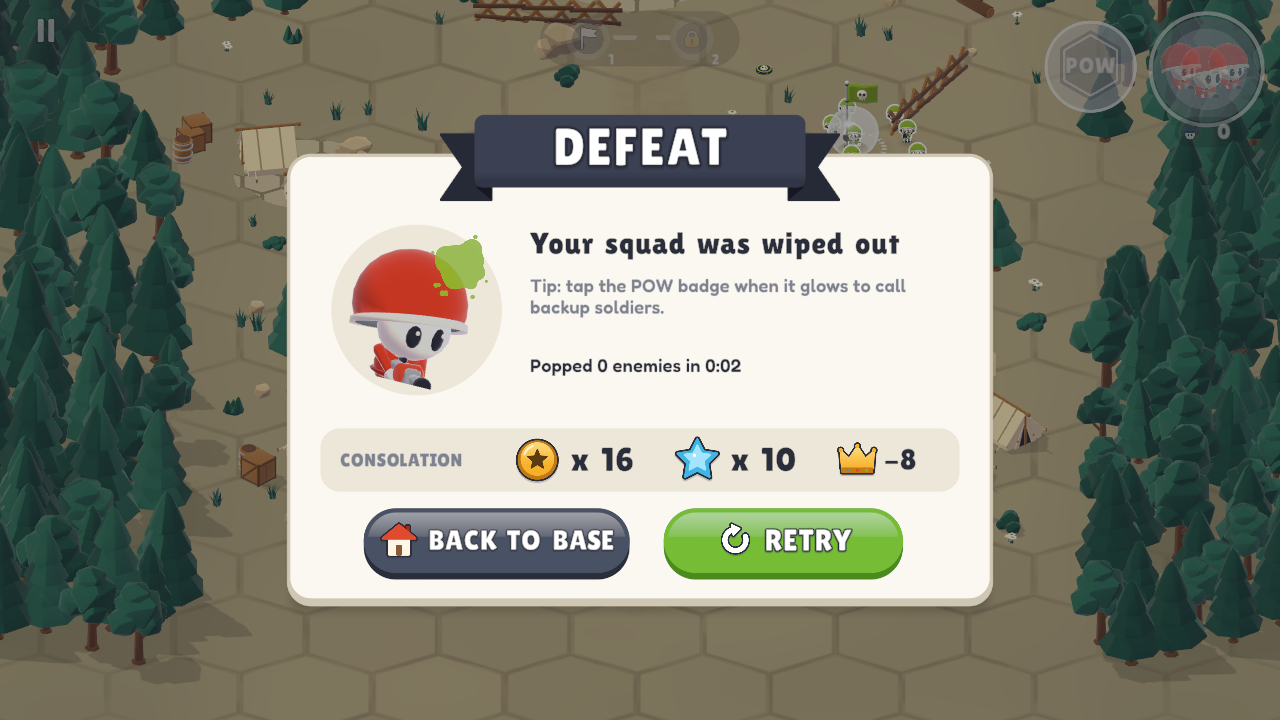 1
2
POW
0
DEFEAT
Your squad was wiped out
Tip: tap the POW badge when it glows to call
backup soldiers.
Popped 0 enemies in 0:02
CONSOLATION x 16 x 10 -8
BACK TO BASE
RETRY